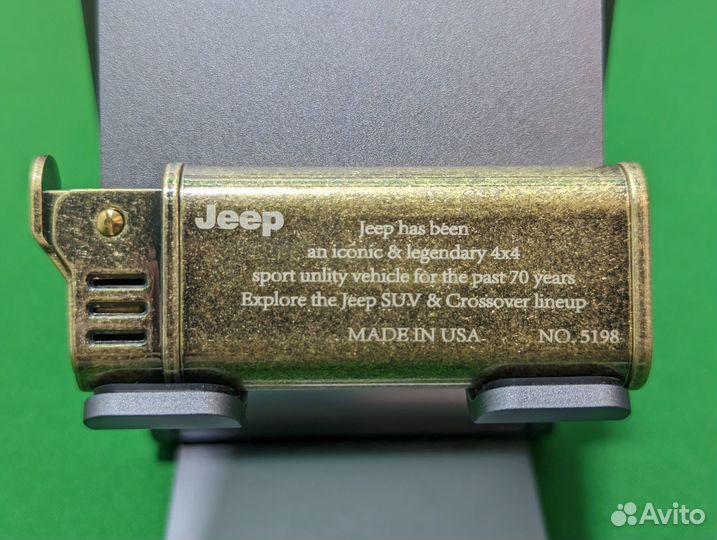 Jeep
Jeep has been
an iconic & legendary 4x4
sport unlity vehicle for the past 70 years
Explore the Jeep SUV & Crossover lineup
MADE IN USA NO. 5198
Avito